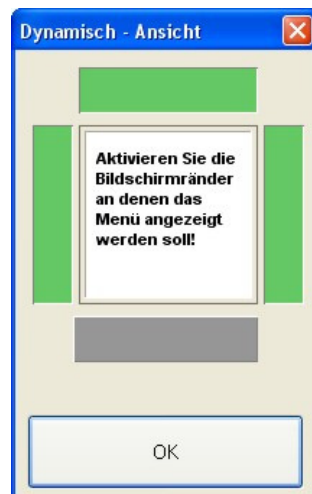 Dynamisch - Ansicht
Aktivieren Sie die
Bildschirmränder
an denen das
Menü angezeigt
werden soll!
OK